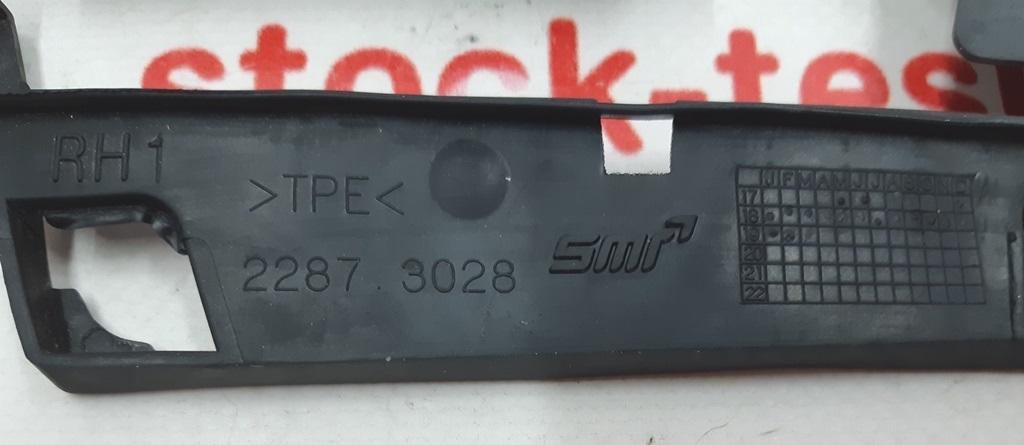 stock-tes
RH1
>TPE<
2287.3028
smr
J F M A M J J A S O N D
17
18
19
20
21
22